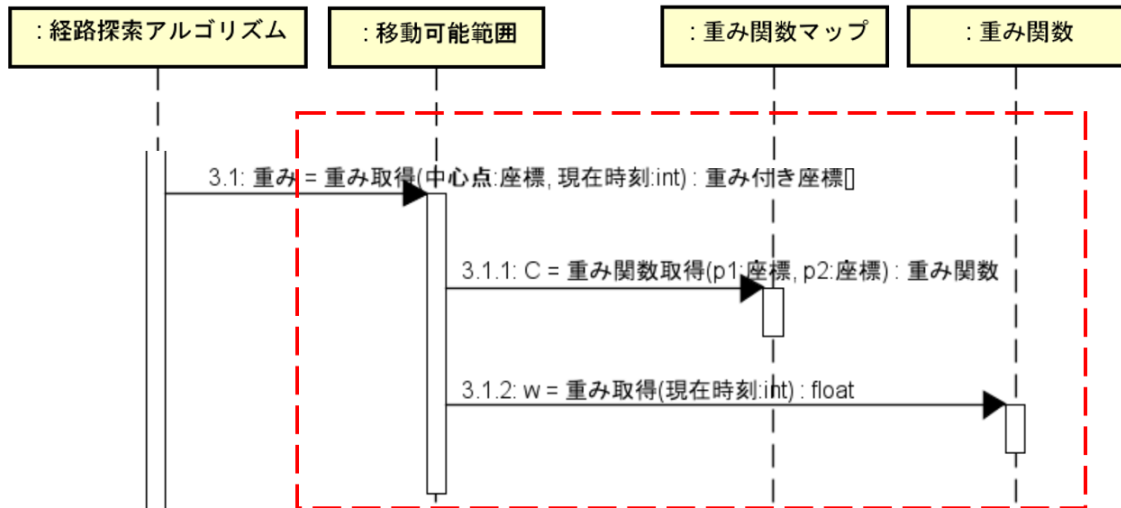 : 経路探索アルゴリズム
: 移動可能範囲
: 重み関数マップ
: 重み関数
3.1: 重み = 重み取得(中心点:座標, 現在時刻:int) : 重み付き座標[]
3.1.1: C = 重み関数取得(p1:座標, p2:座標) : 重み関数
3.1.2: w = 重み取得(現在時刻:int) : float